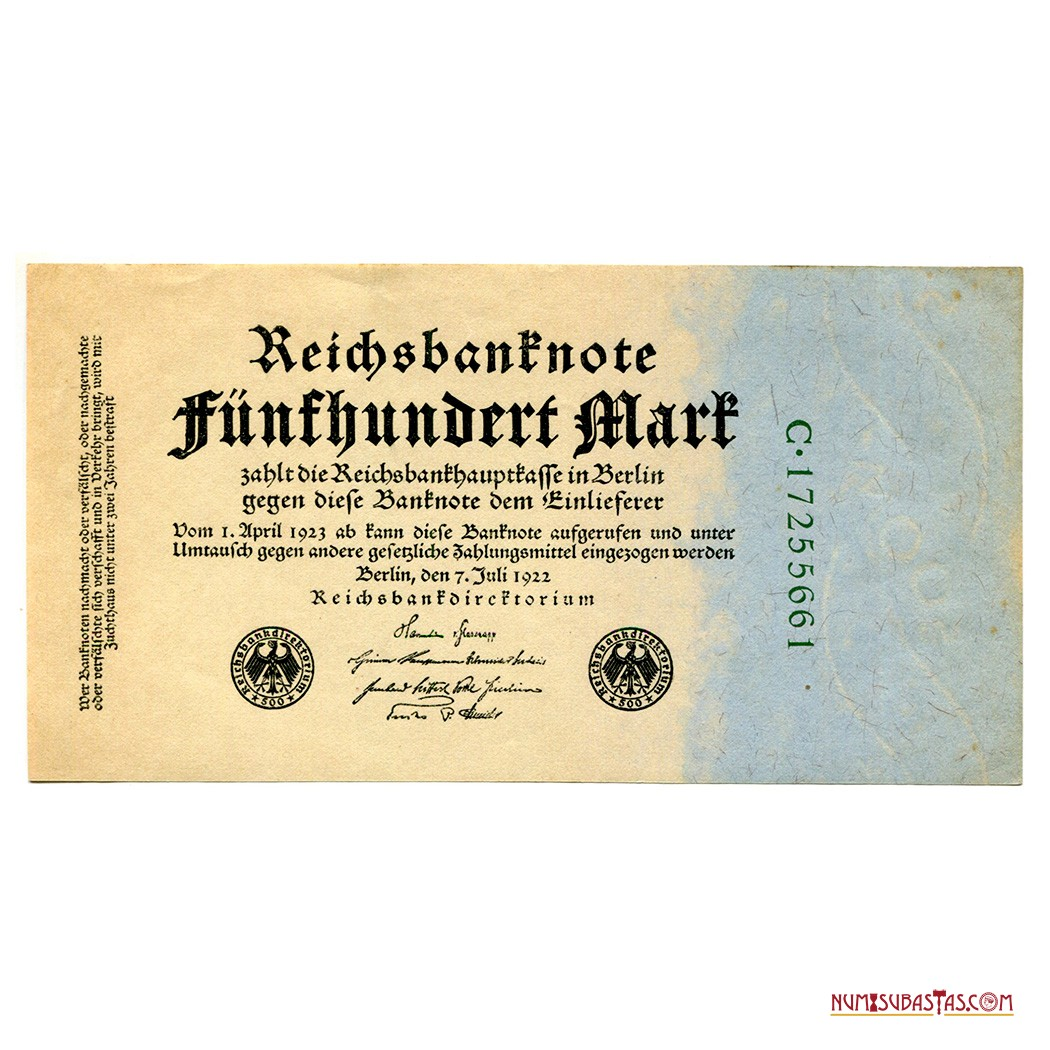 Reichsbanknote
Fünfhundert Mark
zahlt die Reichsbankhauptkasse in Berlin
gegen diese Banknote dem Einlieferer
Vom 1. April 1923 ab kann diese Banknote aufgerufen und unter
Umtausch gegen andere gesetzliche Zahlungsmittel eingezogen werden
Berlin, den 7. Juli 1922
Reichsbankdirektorium
Reichsbankdirektorium
500
Reichsbankdirektorium
500
Wer Banknoten nachmacht oder verfälscht, oder nachgemachte
oder verfälschte sich verschafft und in Verkehr bringt, wird mit
Zuchthaus nicht unter zwei Jahren bestraft
C·17255661
NUMISUBASTAS.COM